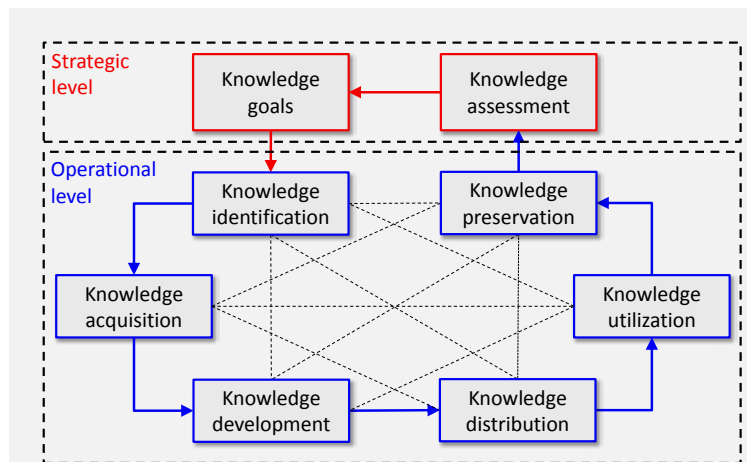 Strategic
level
Knowledge
goals
Knowledge
assessment
Operational
level
Knowledge
identification
Knowledge
preservation
Knowledge
acquisition
Knowledge
utilization
Knowledge
development
Knowledge
distribution